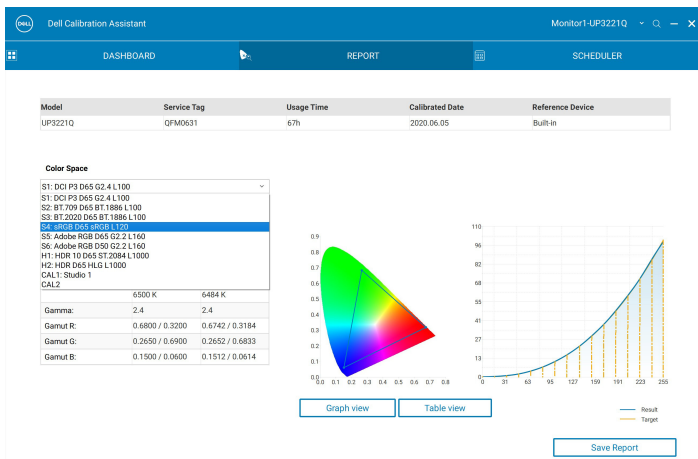 DELL
Dell Calibration Assistant
Monitor1-UP3221Q
DASHBOARD
REPORT
SCHEDULER
Model Service Tag Usage Time Calibrated Date Reference Device
UP3221Q QFM0631 67h 2020.06.05 Built-in
Color Space
S1: DCI P3 D65 G2.4 L100
S1: DCI P3 D65 G2.4 L100
S2: BT.709 D65 BT.1886 L100
S3: BT.2020 D65 BT.1886 L100
S4: sRGB D65 sRGB L120
S5: Adobe RGB D65 G2.2 L160
S6: Adobe RGB D50 G2.2 L160
H1: HDR 10 D65 ST.2084 L1000
H2: HDR D65 HLG L1000
CAL1: Studio 1
CAL2
6500 K 6484 K
Gamma: 2.4 2.4
Gamut R: 0.6800 / 0.3200 0.6742 / 0.3184
Gamut G: 0.2650 / 0.6900 0.2652 / 0.6833
Gamut B: 0.1500 / 0.0600 0.1512 / 0.0614
0.9
0.8
0.7
0.6
0.5
0.4
0.3
0.2
0.1
0.0
0.0 0.1 0.2 0.3 0.4 0.5 0.6 0.7 0.8
110
96
82
68
55
41
27
13
0
0 31 63 95 127 159 191 223 255
Result
Target
Graph view
Table view
Save Report